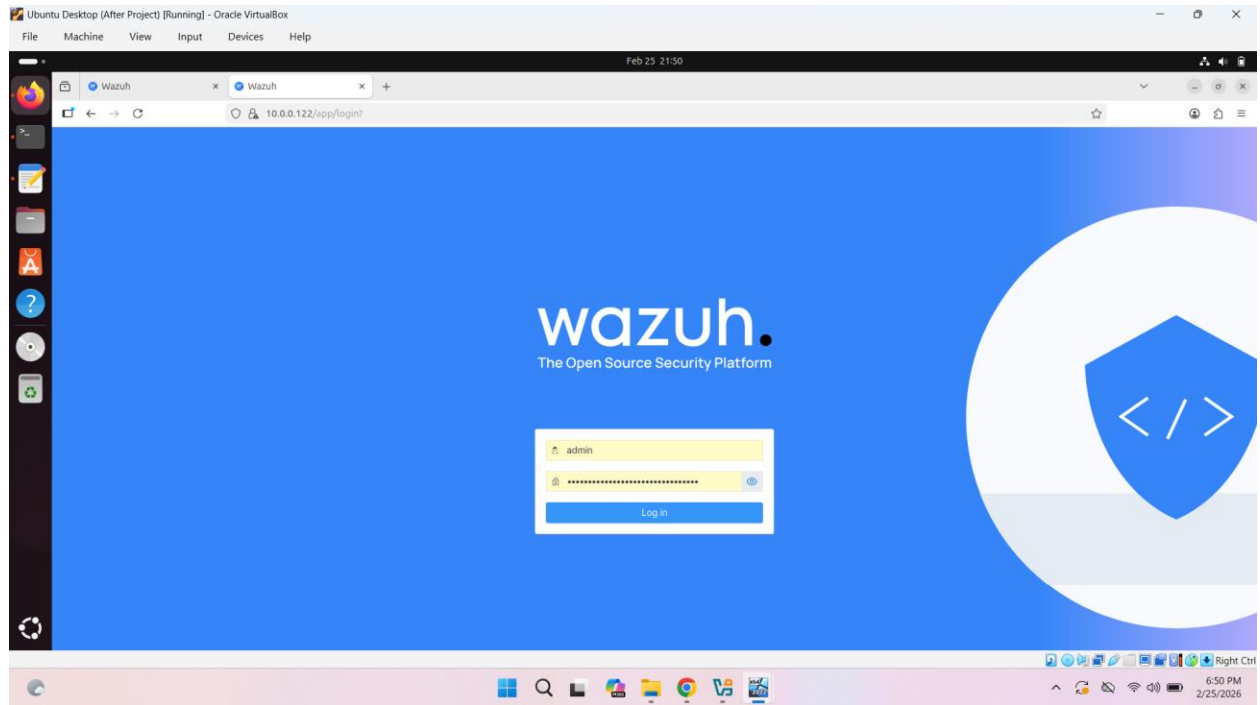 Ubuntu Desktop (After Project) [Running] - Oracle VirtualBox
File Machine View Input Devices Help
Feb 25 21:50
Wazuh
Wazuh
10.0.0.122/app/login?
wazuh.
The Open Source Security Platform
admin
Log in
Right Ctrl
6:50 PM
2/25/2026